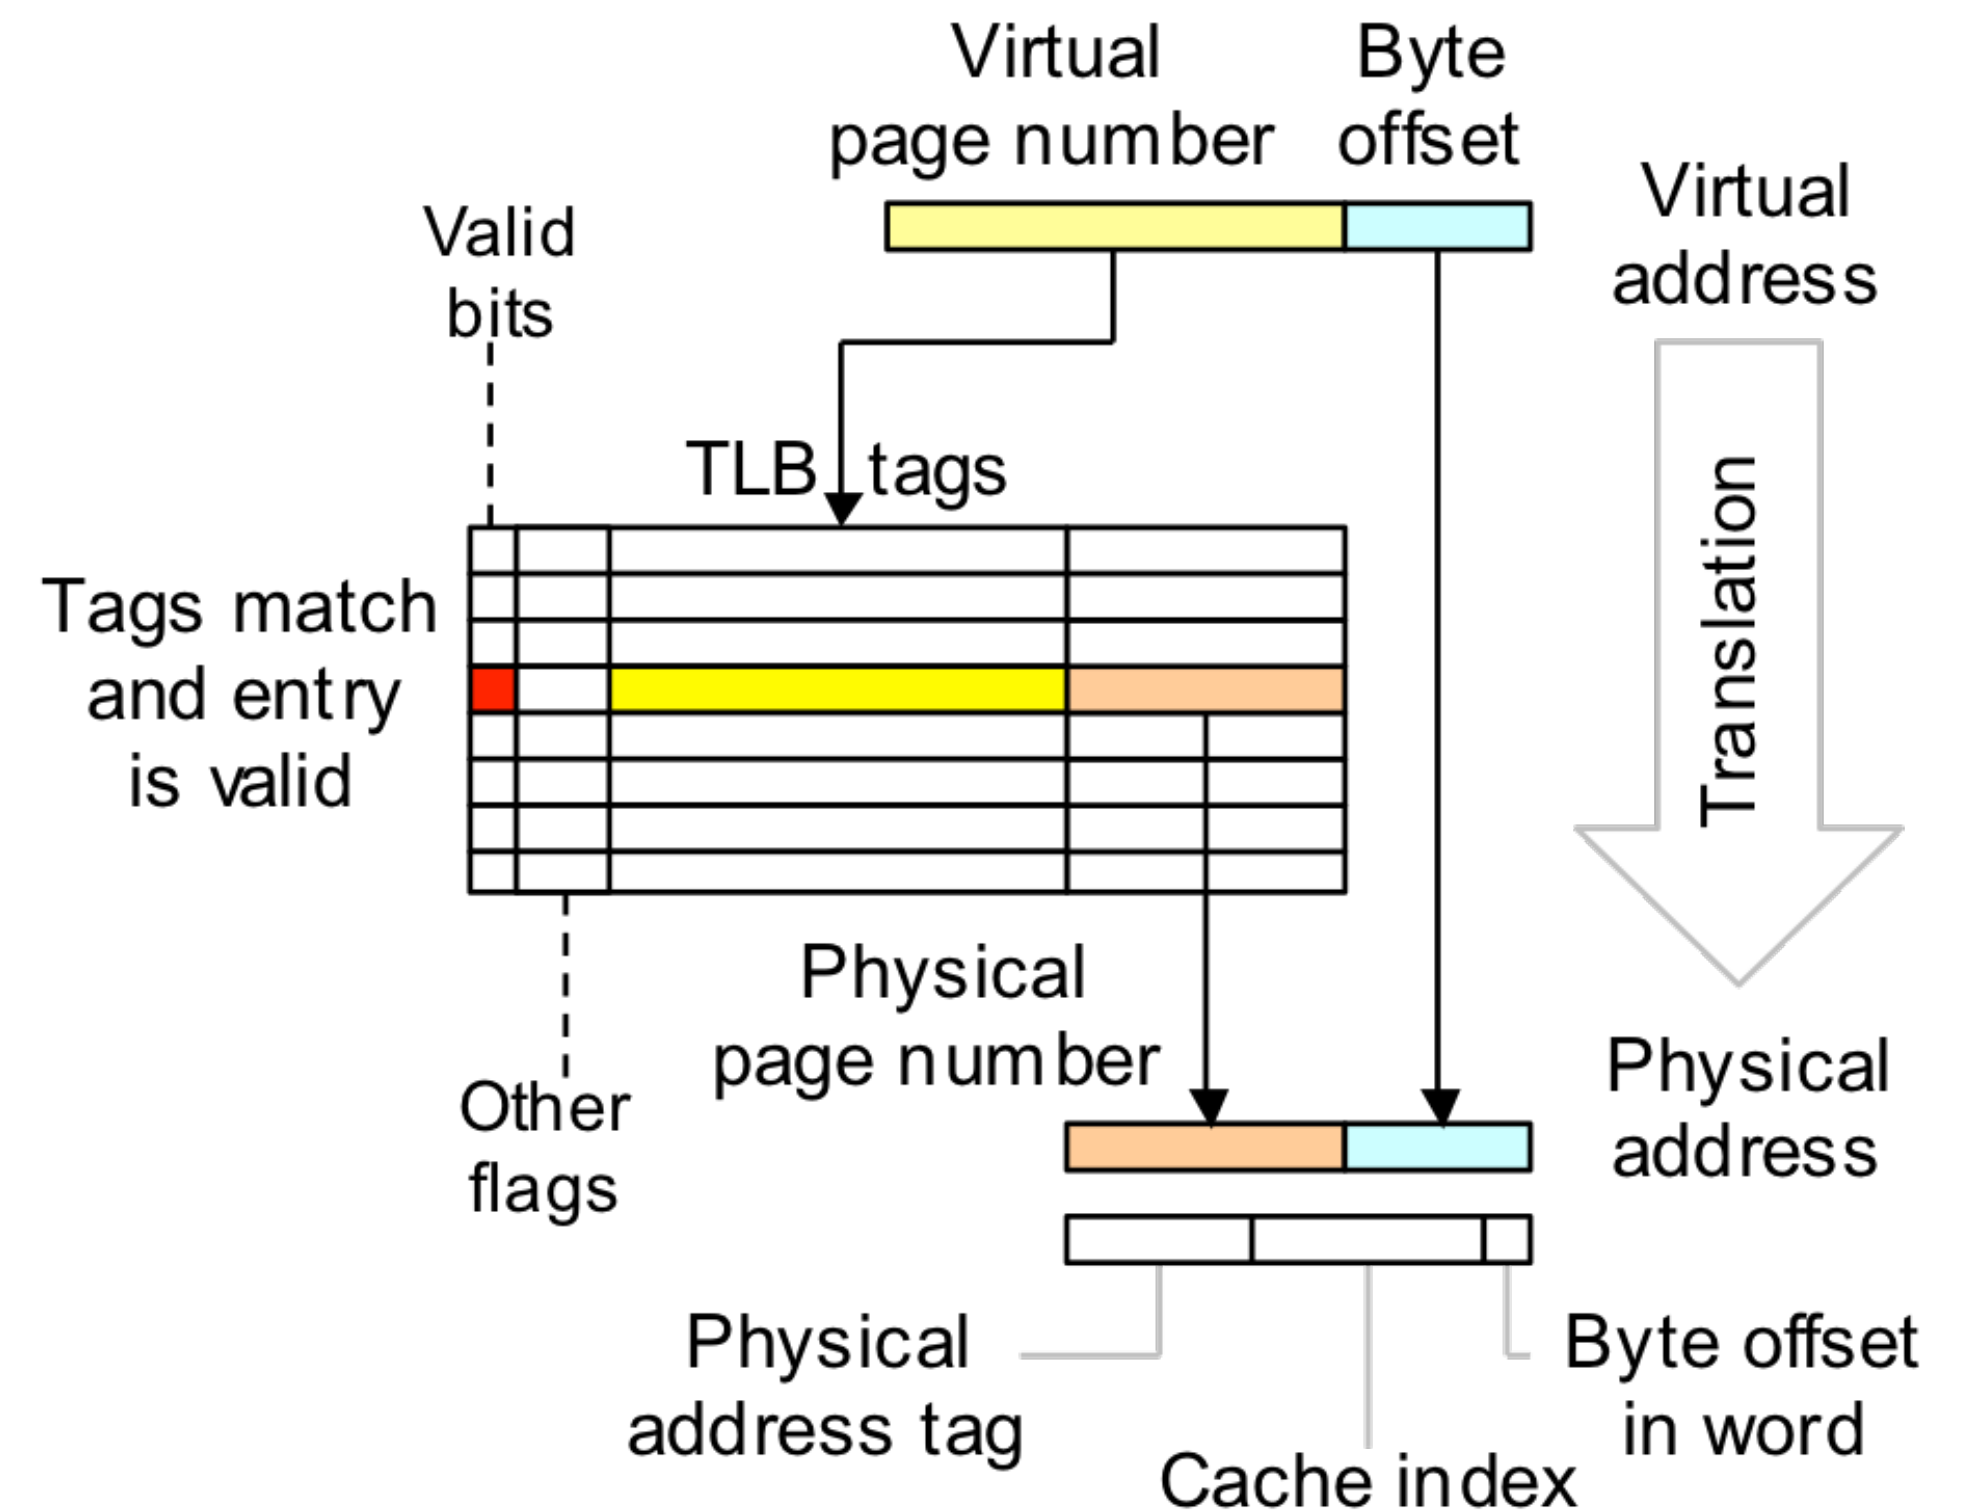 Virtual
page number
Byte
offset
Virtual
address
Valid
bits
TLB tags
Tags match
and entry
is valid
Translation
Physical
page number
Other
flags
Physical
address
Physical
address tag
Byte offset
in word
Cache index